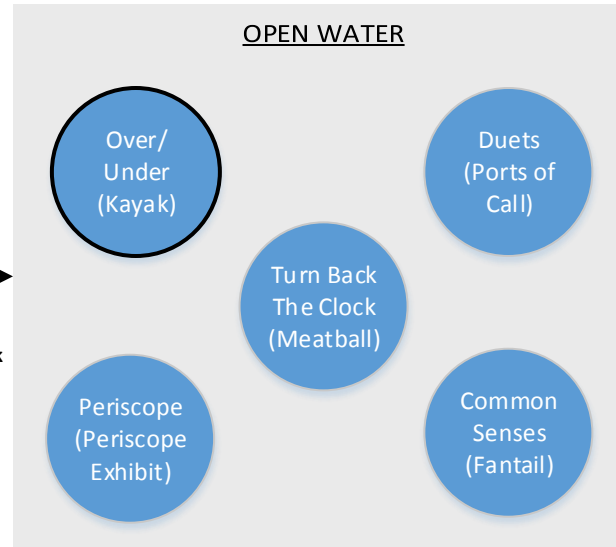 OPEN WATER
Over/
Under
(Kayak)
Duets
(Ports of
Call)
Turn Back
The Clock
(Meatball)
Periscope
(Periscope
Exhibit)
Common
Senses
(Fantail)